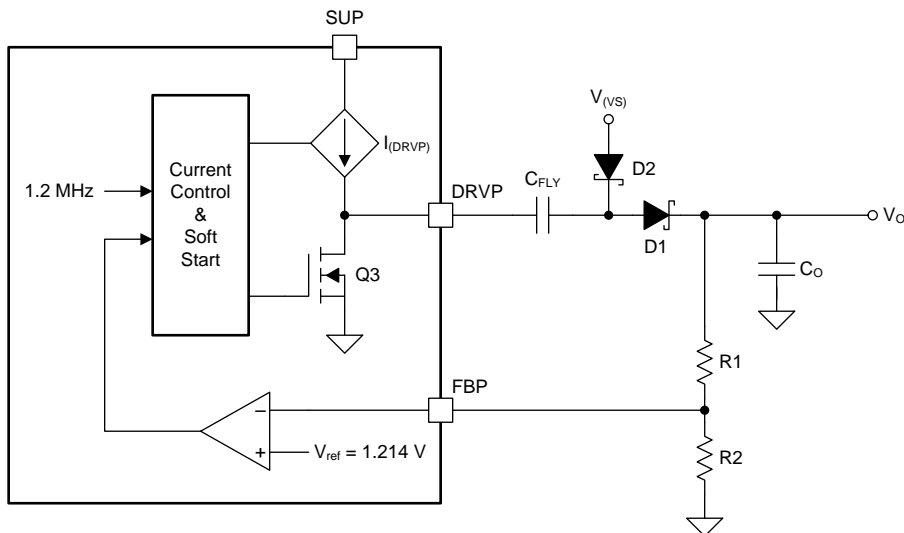 SUP
V(VS)
I(DRVP)
Current
Control
&
Soft
Start
1.2 MHz
DRVP
CFLY
D2
D1
VO
Q3
CO
R1
FBP
−
+
Vref = 1.214 V
R2